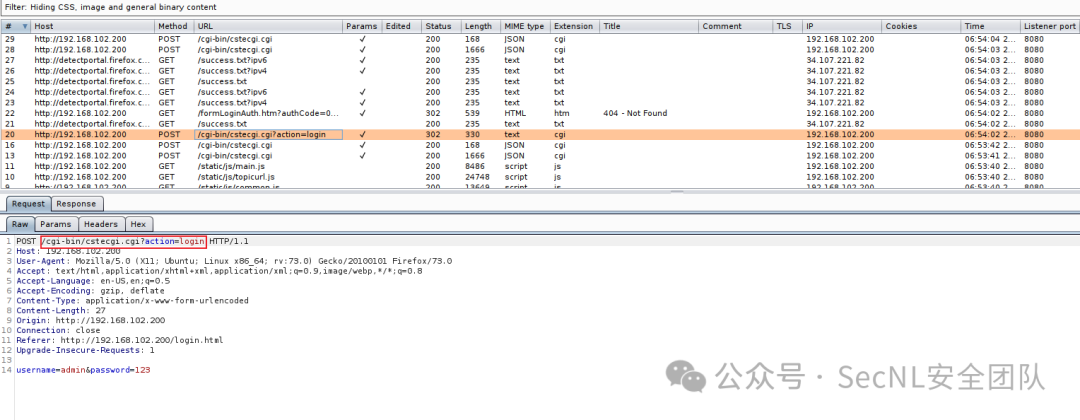 Filter: Hiding CSS, image and general binary content
# Host Method URL Params Edited Status Length MIME type Extension Title Comment TLS IP Cookies Time Listener port
29 http://192.168.102.200 POST /cgi-bin/cstecgi.cgi ✓ 200 168 JSON cgi 192.168.102.200 06:54:04 2... 8080
28 http://192.168.102.200 POST /cgi-bin/cstecgi.cgi ✓ 200 1666 JSON cgi 192.168.102.200 06:54:03 2... 8080
27 http://detectportal.firefox.c... GET /success.txt?ipv6 ✓ 200 235 text txt 34.107.221.82 06:54:03 2... 8080
26 http://detectportal.firefox.c... GET /success.txt?ipv4 ✓ 200 235 text txt 34.107.221.82 06:54:03 2... 8080
25 http://detectportal.firefox.c... GET /success.txt 200 235 text txt 34.107.221.82 06:54:03 2... 8080
24 http://detectportal.firefox.c... GET /success.txt?ipv6 ✓ 200 235 text txt 34.107.221.82 06:54:03 2... 8080
23 http://detectportal.firefox.c... GET /success.txt?ipv4 ✓ 200 235 text txt 34.107.221.82 06:54:03 2... 8080
22 http://192.168.102.200 GET /formLoginAuth.htm?authCode=0... ✓ 302 539 HTML htm 404 - Not Found 192.168.102.200 06:54:02 2... 8080
21 http://detectportal.firefox.c... GET /success.txt 200 235 text txt 34.107.221.82 06:54:02 2... 8080
20 http://192.168.102.200 POST /cgi-bin/cstecgi.cgi?action=login ✓ 302 330 text cgi 192.168.102.200 06:54:02 2... 8080
16 http://192.168.102.200 POST /cgi-bin/cstecgi.cgi ✓ 200 168 JSON cgi 192.168.102.200 06:53:42 2... 8080
13 http://192.168.102.200 POST /cgi-bin/cstecgi.cgi ✓ 200 1666 JSON cgi 192.168.102.200 06:53:41 2... 8080
11 http://192.168.102.200 GET /static/js/main.js 200 8486 script js 192.168.102.200 06:53:40 2... 8080
10 http://192.168.102.200 GET /static/js/topicurl.js 200 24748 script js 192.168.102.200 06:53:40 2... 8080
9 http://192.168.102.200 GET /static/js/common.js 200 13649 script js 192.168.102.200 06:53:40 2... 8080
Request Response
Raw Params Headers Hex
1 POST /cgi-bin/cstecgi.cgi?action=login HTTP/1.1
2 Host: 192.168.102.200
3 User-Agent: Mozilla/5.0 (X11; Ubuntu; Linux x86_64; rv:73.0) Gecko/20100101 Firefox/73.0
4 Accept: text/html,application/xhtml+xml,application/xml;q=0.9,image/webp,*/*;q=0.8
5 Accept-Language: en-US,en;q=0.5
6 Accept-Encoding: gzip, deflate
7 Content-Type: application/x-www-form-urlencoded
8 Content-Length: 27
9 Origin: http://192.168.102.200
10 Connection: close
11 Referer: http://192.168.102.200/login.html
12 Upgrade-Insecure-Requests: 1
13
14 username=admin&password=123
公众号 · SecNL安全团队